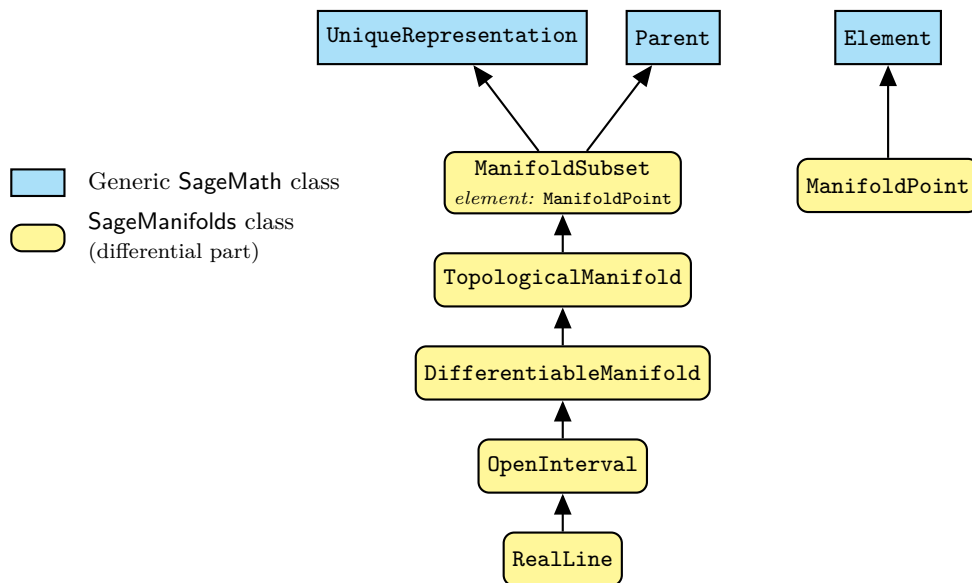 UniqueRepresentation
Parent
Element
ManifoldSubset
element: ManifoldPoint
ManifoldPoint
Generic SageMath class
SageManifolds class
(differential part)
TopologicalManifold
DifferentiableManifold
OpenInterval
RealLine